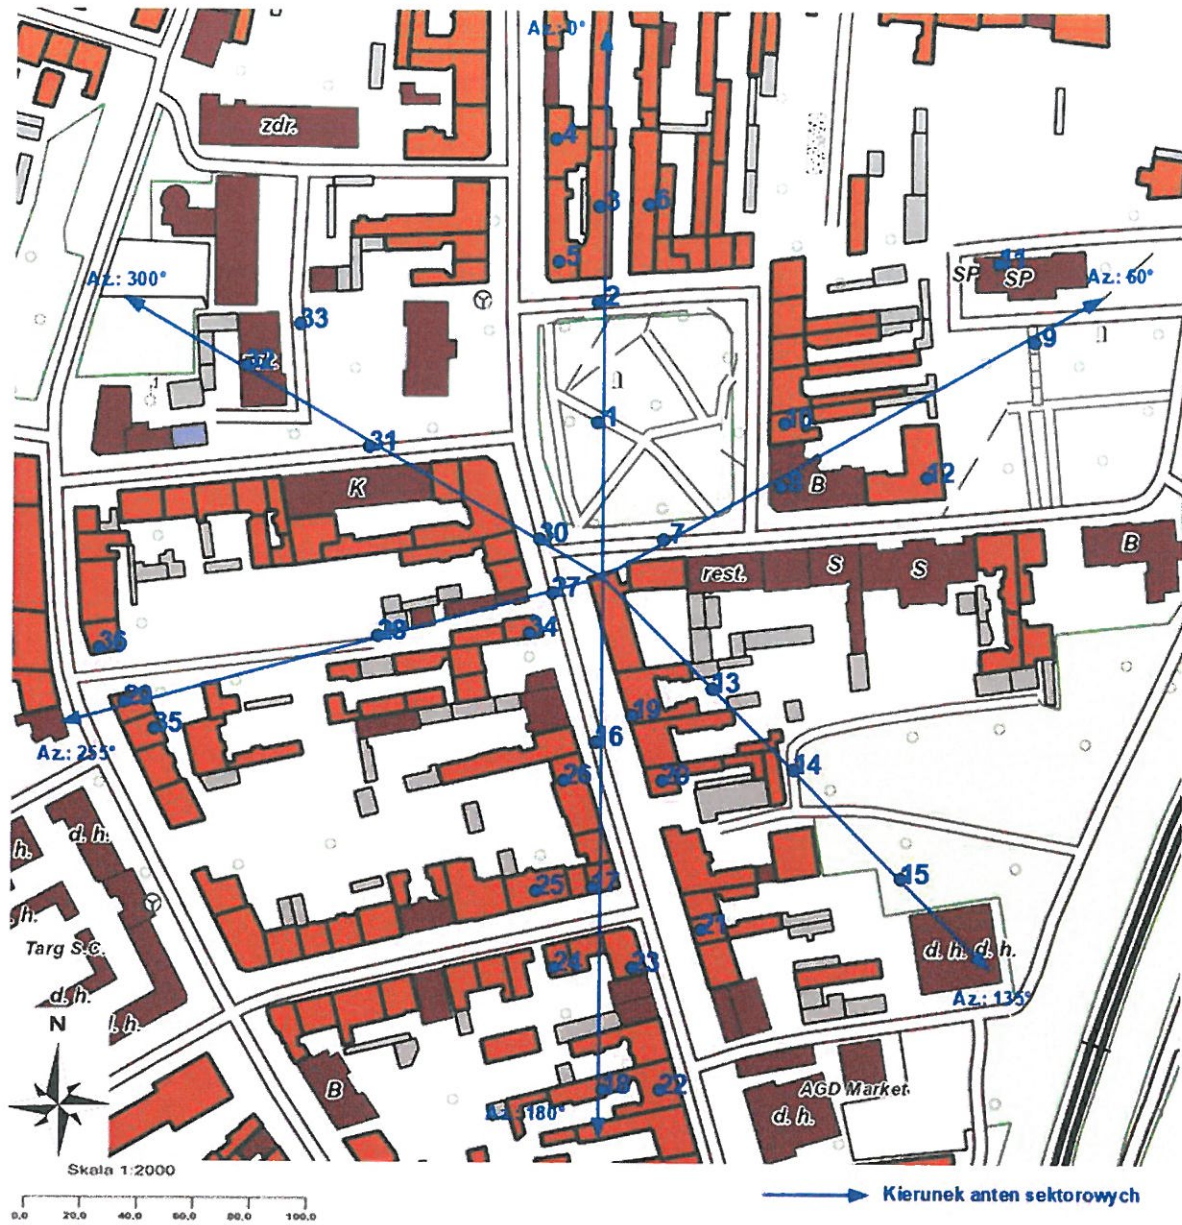 Az.: 0°
zdr.
4
3
6
5
11
SP
SP
Az.: 60°
Az.: 300°
2
33
9
32
1
10
31
8
B
12
K
30
7
B
rest.
S
S
27
28
34
36
13
29
19
35
16
Az.: 255°
14
26
20
d. h.
h.
15
25
17
. h.
21
Targ S.C.
24
23
d. h.
d. h.
d. h.
Az.: 135°
N
. h.
B
18
22
AGD Market
Az.: 180°
d. h.
Skala 1:2000
0,0 20,0 40,0 60,0 80,0 100,0
Kierunek anten sektorowych